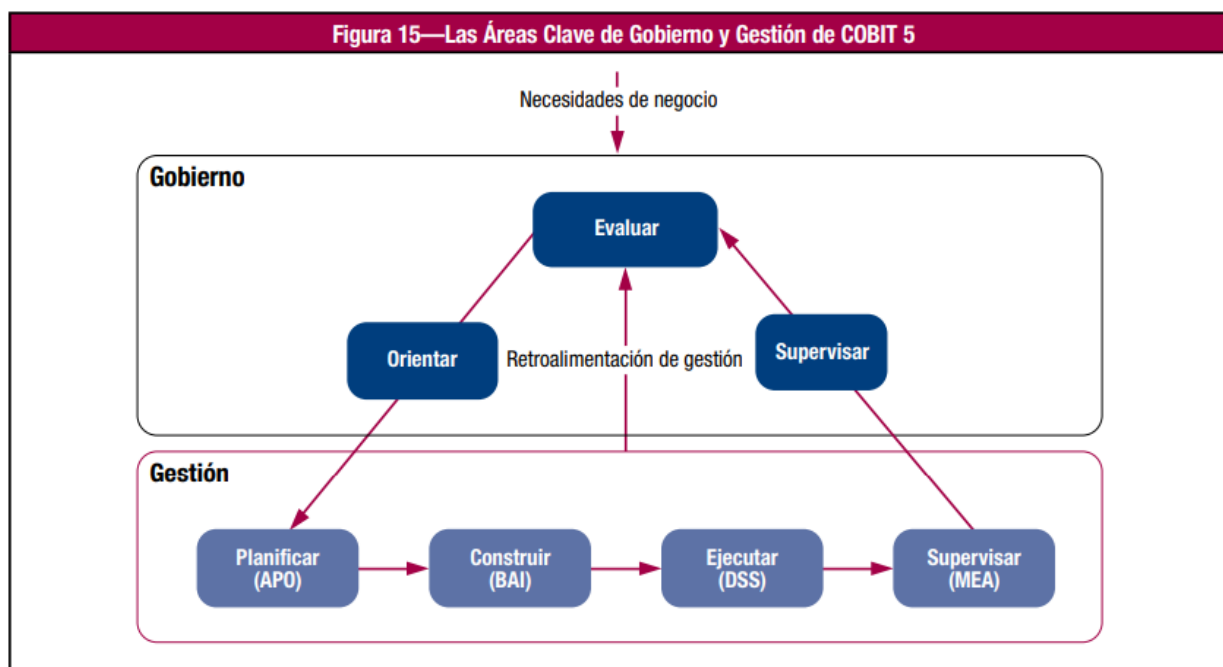 Figura 15—Las Áreas Clave de Gobierno y Gestión de COBIT 5
Necesidades de negocio
Gobierno
Evaluar
Orientar
Retroalimentación de gestión
Supervisar
Gestión
Planificar
(APO)
Construir
(BAI)
Ejecutar
(DSS)
Supervisar
(MEA)